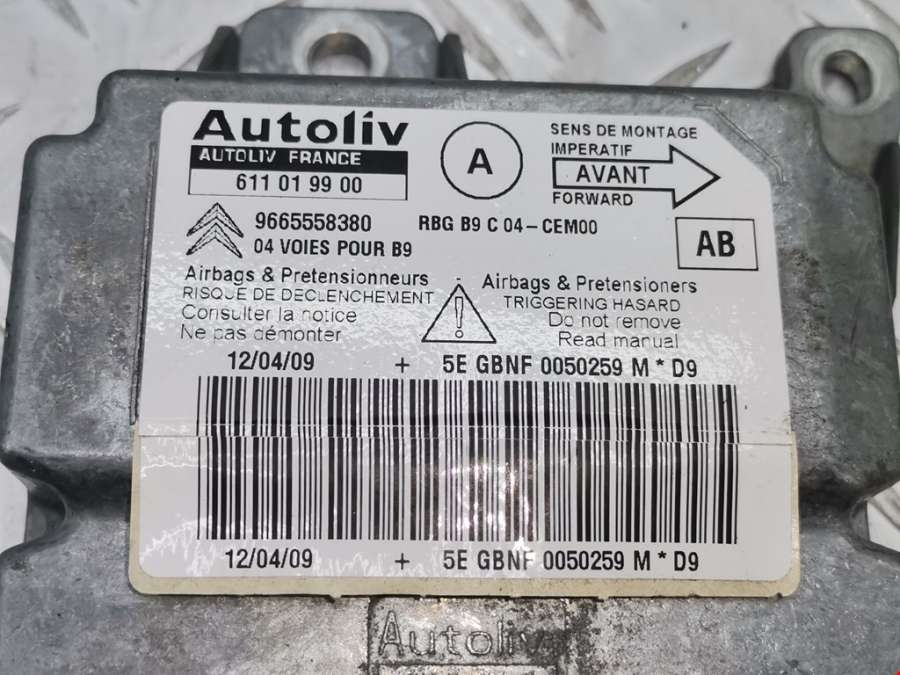 Autoliv
AUTOLIV FRANCE
611 01 99 00
A
SENS DE MONTAGE
IMPERATIF
AVANT
FORWARD
9665558380
RBG B9 C 04-CEM00
04 VOIES POUR B9
AB
Airbags & Pretensionneurs
RISQUE DE DECLENCHEMENT
Consulter la notice
Ne pas démonter
!
Airbags & Pretensioners
TRIGGERING HASARD
Do not remove
Read manual
12/04/09 + 5E GBNF 0050259 M * D9
12/04/09 + 5E GBNF 0050259 M * D9
Autoliv